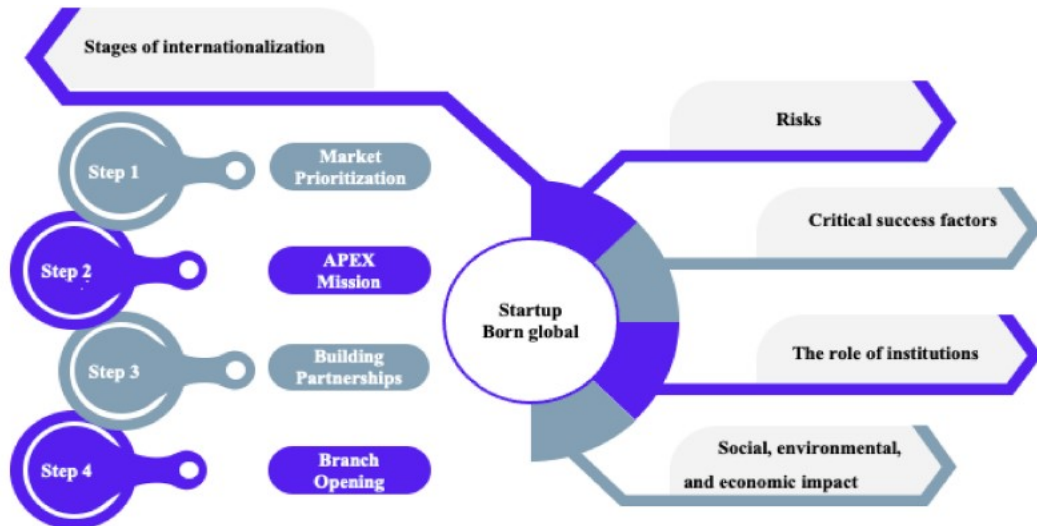 Stages of internationalization
Step 1
Market
Prioritization
Step 2
APEX
Mission
Step 3
Building
Partnerships
Step 4
Branch
Opening
Startup
Born global
Risks
Critical success factors
The role of institutions
Social, environmental,
and economic impact